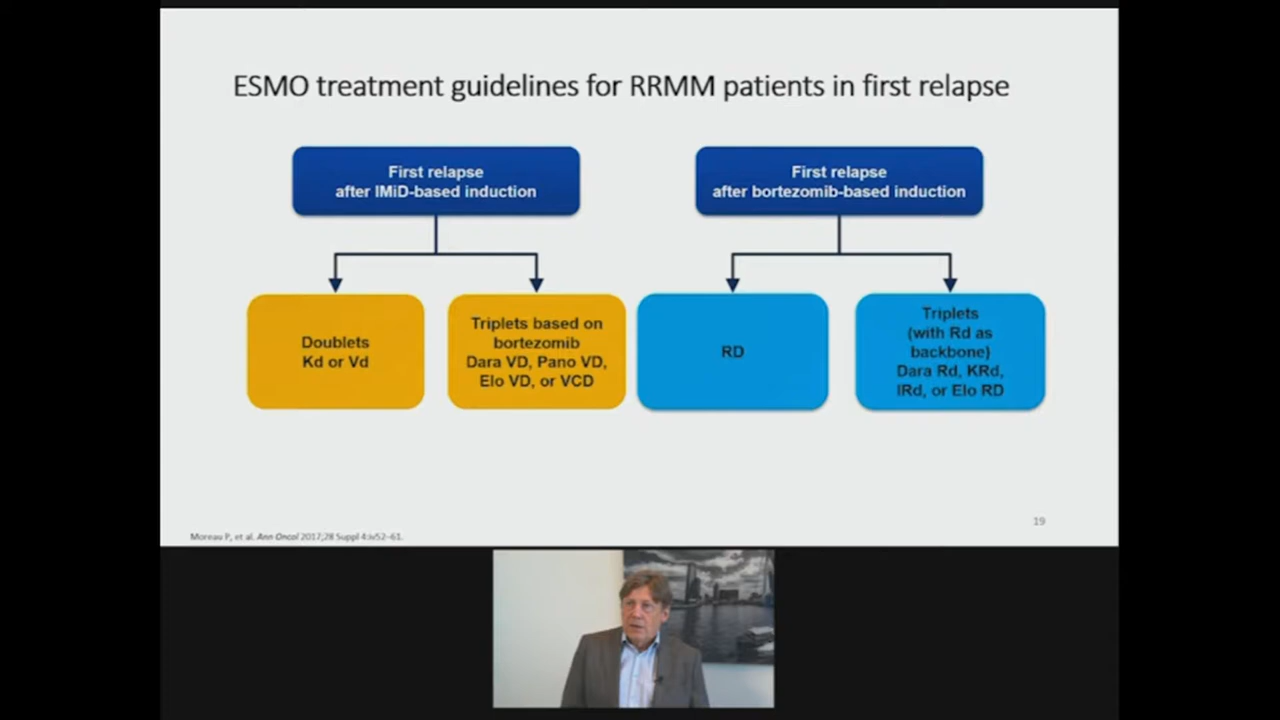 ESMO treatment guidelines for RRMM patients in first relapse
First relapse
after IMiD-based induction
First relapse
after bortezomib-based induction
Doublets
Kd or Vd
Triplets based on
bortezomib
Dara VD, Pano VD,
Elo VD, or VCD
RD
Triplets
(with Rd as
backbone)
Dara Rd, KRd,
IRd, or Elo RD
19
Moreau P, et al. Ann Oncol 2017;28 Suppl 4:iv52–61.